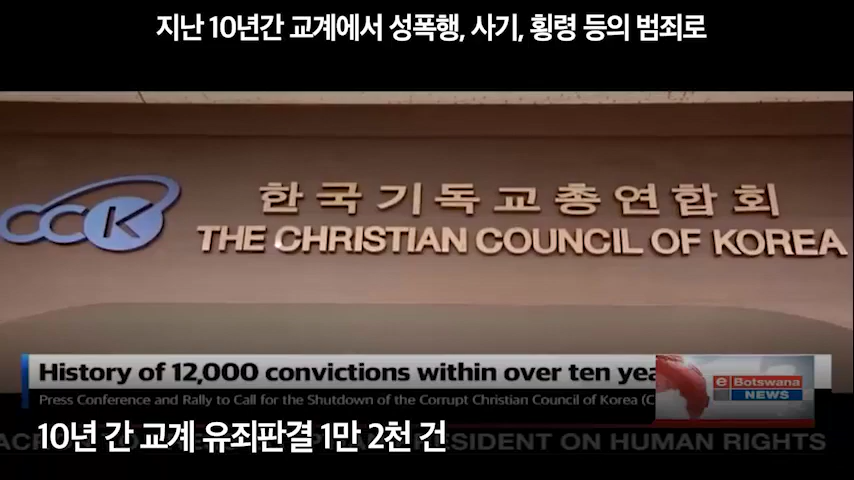 지난 10년간 교계에서 성폭행, 사기, 횡령 등의 범죄로
CCK
한국기독교총연합회
THE CHRISTIAN COUNCIL OF KOREA
History of 12,000 convictions within over ten yea
Press Conference and Rally to Call for the Shutdown of the Corrupt Christian Council of Korea (C
e Botswana
NEWS
10년 간 교계 유죄판결 1만 2천 건
ESIDENT ON HUMAN RIGHTS